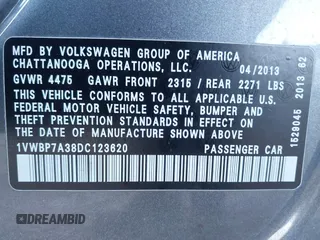 MFD BY VOLKSWAGEN GROUP OF AMERICA
CHATTANOOGA OPERATIONS, LLC. 04/2013
GVWR 4475 GAWR FRONT 2315 / REAR 2271 LBS
THIS VEHICLE CONFORMS TO ALL APPLICABLE
FEDERAL MOTOR VEHICLE SAFETY, BUMPER AND
THEFT PREVENTION STANDARDS IN EFFECT ON
THE DATE OF MANUFACTURE SHOWN ABOVE.
1VWBP7A38DC123620 PASSENGER CAR
1529045 2013 62